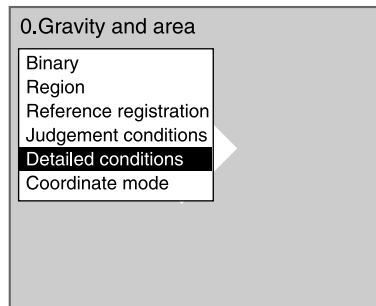 0.Gravity and area
Binary
Region
Reference registration
Judgement conditions
Detailed conditions
Coordinate mode